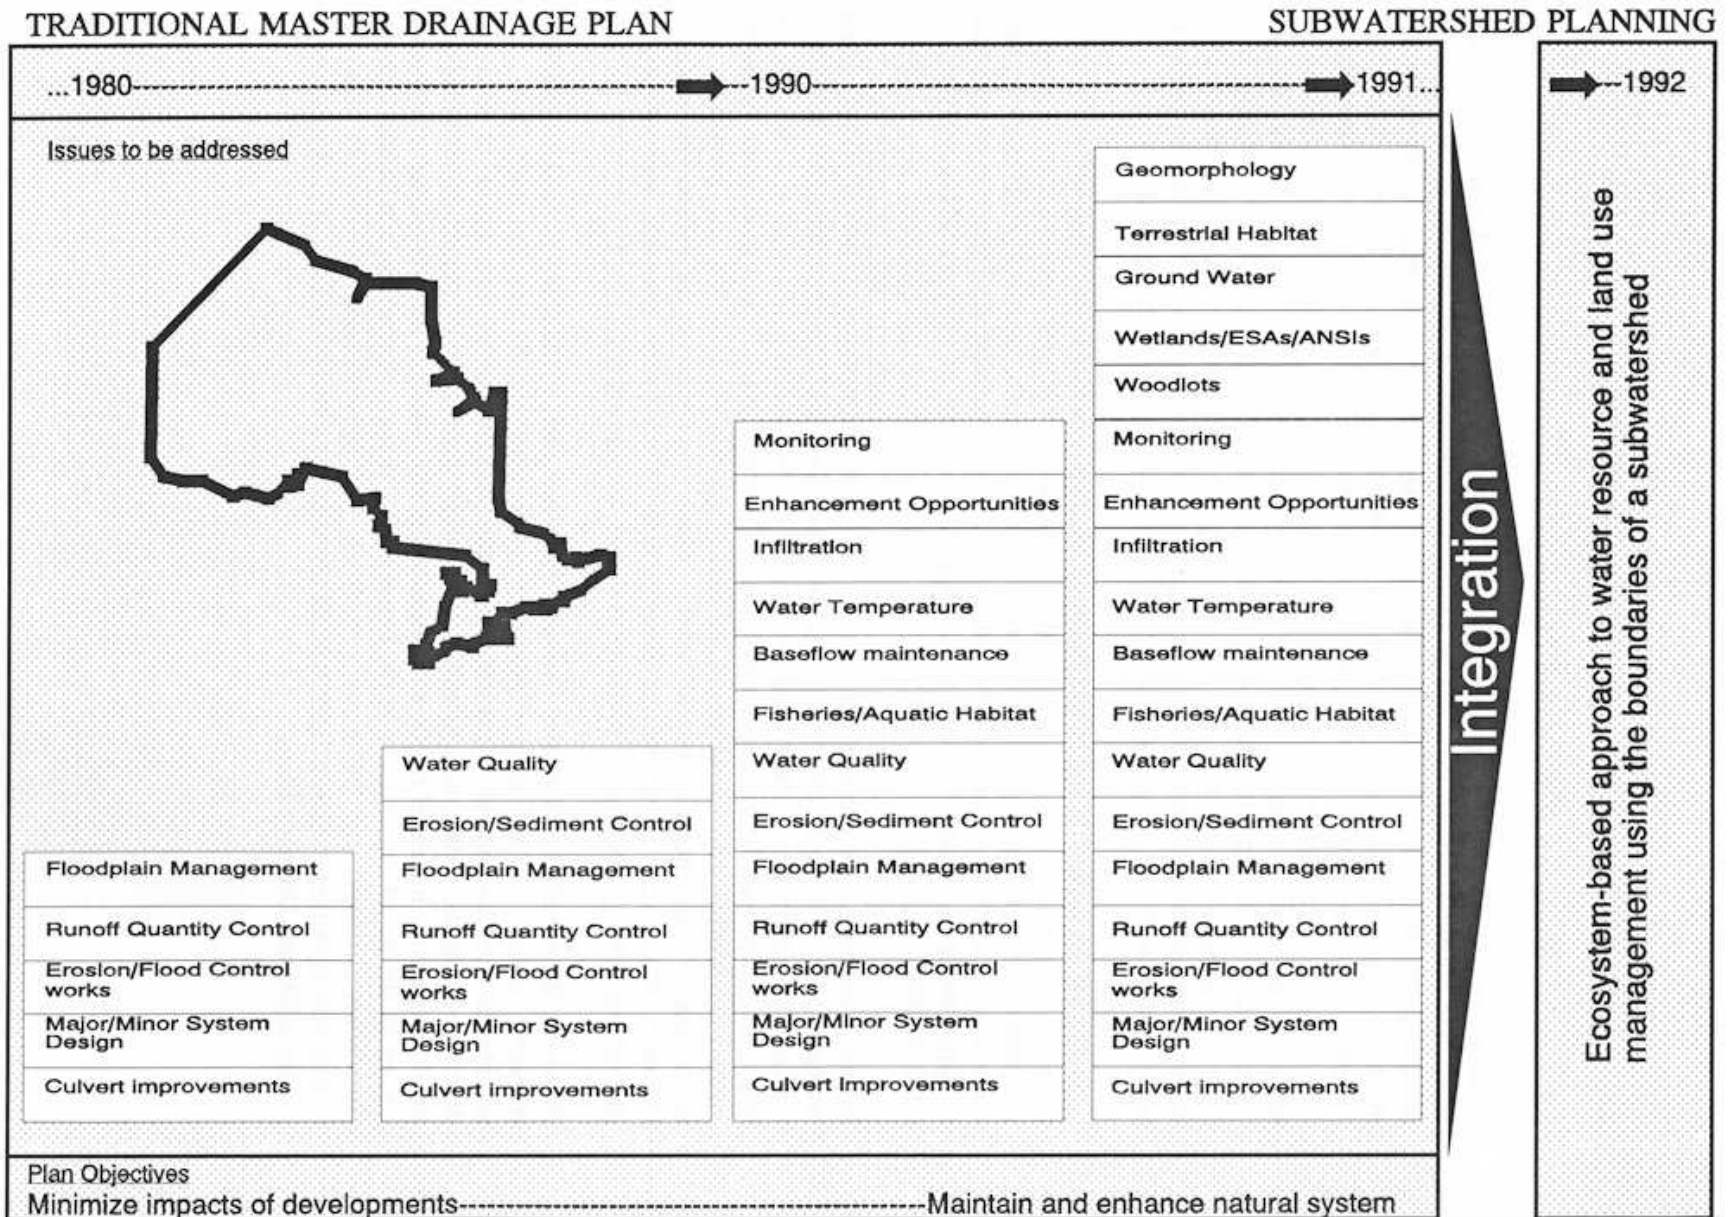 TRADITIONAL MASTER DRAINAGE PLAN
SUBWATERSHED PLANNING
...1980
1990
1991...
1992
Issues to be addressed
Floodplain Management
Runoff Quantity Control
Erosion/Flood Control
works
Major/Minor System
Design
Culvert improvements
Water Quality
Erosion/Sediment Control
Floodplain Management
Runoff Quantity Control
Erosion/Flood Control
works
Major/Minor System
Design
Culvert improvements
Monitoring
Enhancement Opportunities
Infiltration
Water Temperature
Baseflow maintenance
Fisheries/Aquatic Habitat
Water Quality
Erosion/Sediment Control
Floodplain Management
Runoff Quantity Control
Erosion/Flood Control
works
Major/Minor System
Design
Culvert Improvements
Geomorphology
Terrestrial Habitat
Ground Water
Wetlands/ESAs/ANSIs
Woodlots
Monitoring
Enhancement Opportunities
Infiltration
Water Temperature
Baseflow maintenance
Fisheries/Aquatic Habitat
Water Quality
Erosion/Sediment Control
Floodplain Management
Runoff Quantity Control
Erosion/Flood Control
works
Major/Minor System
Design
Culvert improvements
Integration
Ecosystem-based approach to water resource and land use
management using the boundaries of a subwatershed
Plan Objectives
Minimize impacts of developments
Maintain and enhance natural system